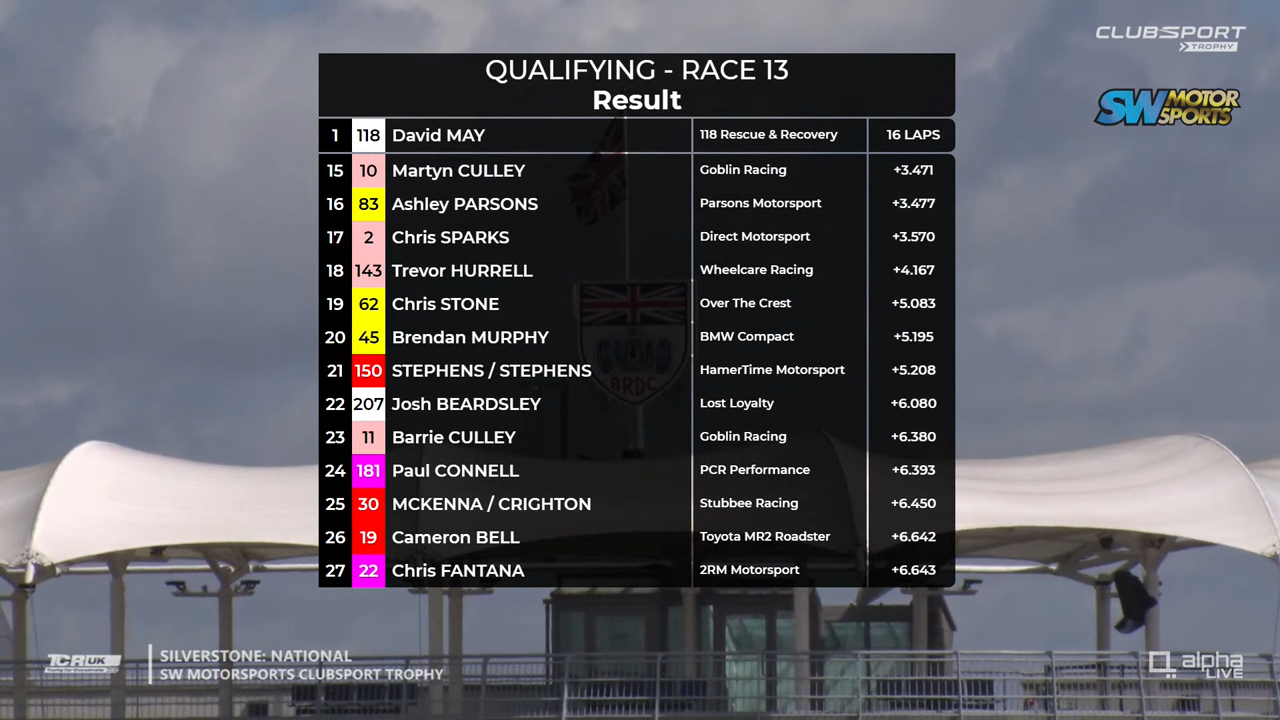 CLUBSPORT
TROPHY
SW MOTOR SPORTS
QUALIFYING - RACE 13
Result
1 118 David MAY 118 Rescue & Recovery 16 LAPS
15 10 Martyn CULLEY Goblin Racing +3.471
16 83 Ashley PARSONS Parsons Motorsport +3.477
17 2 Chris SPARKS Direct Motorsport +3.570
18 143 Trevor HURRELL Wheelcare Racing +4.167
19 62 Chris STONE Over The Crest +5.083
20 45 Brendan MURPHY BMW Compact +5.195
21 150 STEPHENS / STEPHENS HamerTime Motorsport +5.208
22 207 Josh BEARDSLEY Lost Loyalty +6.080
23 11 Barrie CULLEY Goblin Racing +6.380
24 181 Paul CONNELL PCR Performance +6.393
25 30 MCKENNA / CRIGHTON Stubbee Racing +6.450
26 19 Cameron BELL Toyota MR2 Roadster +6.642
27 22 Chris FANTANA 2RM Motorsport +6.643
BRDC
TCR UK
SILVERSTONE: NATIONAL
SW MOTORSPORTS CLUBSPORT TROPHY
alpha
LIVE